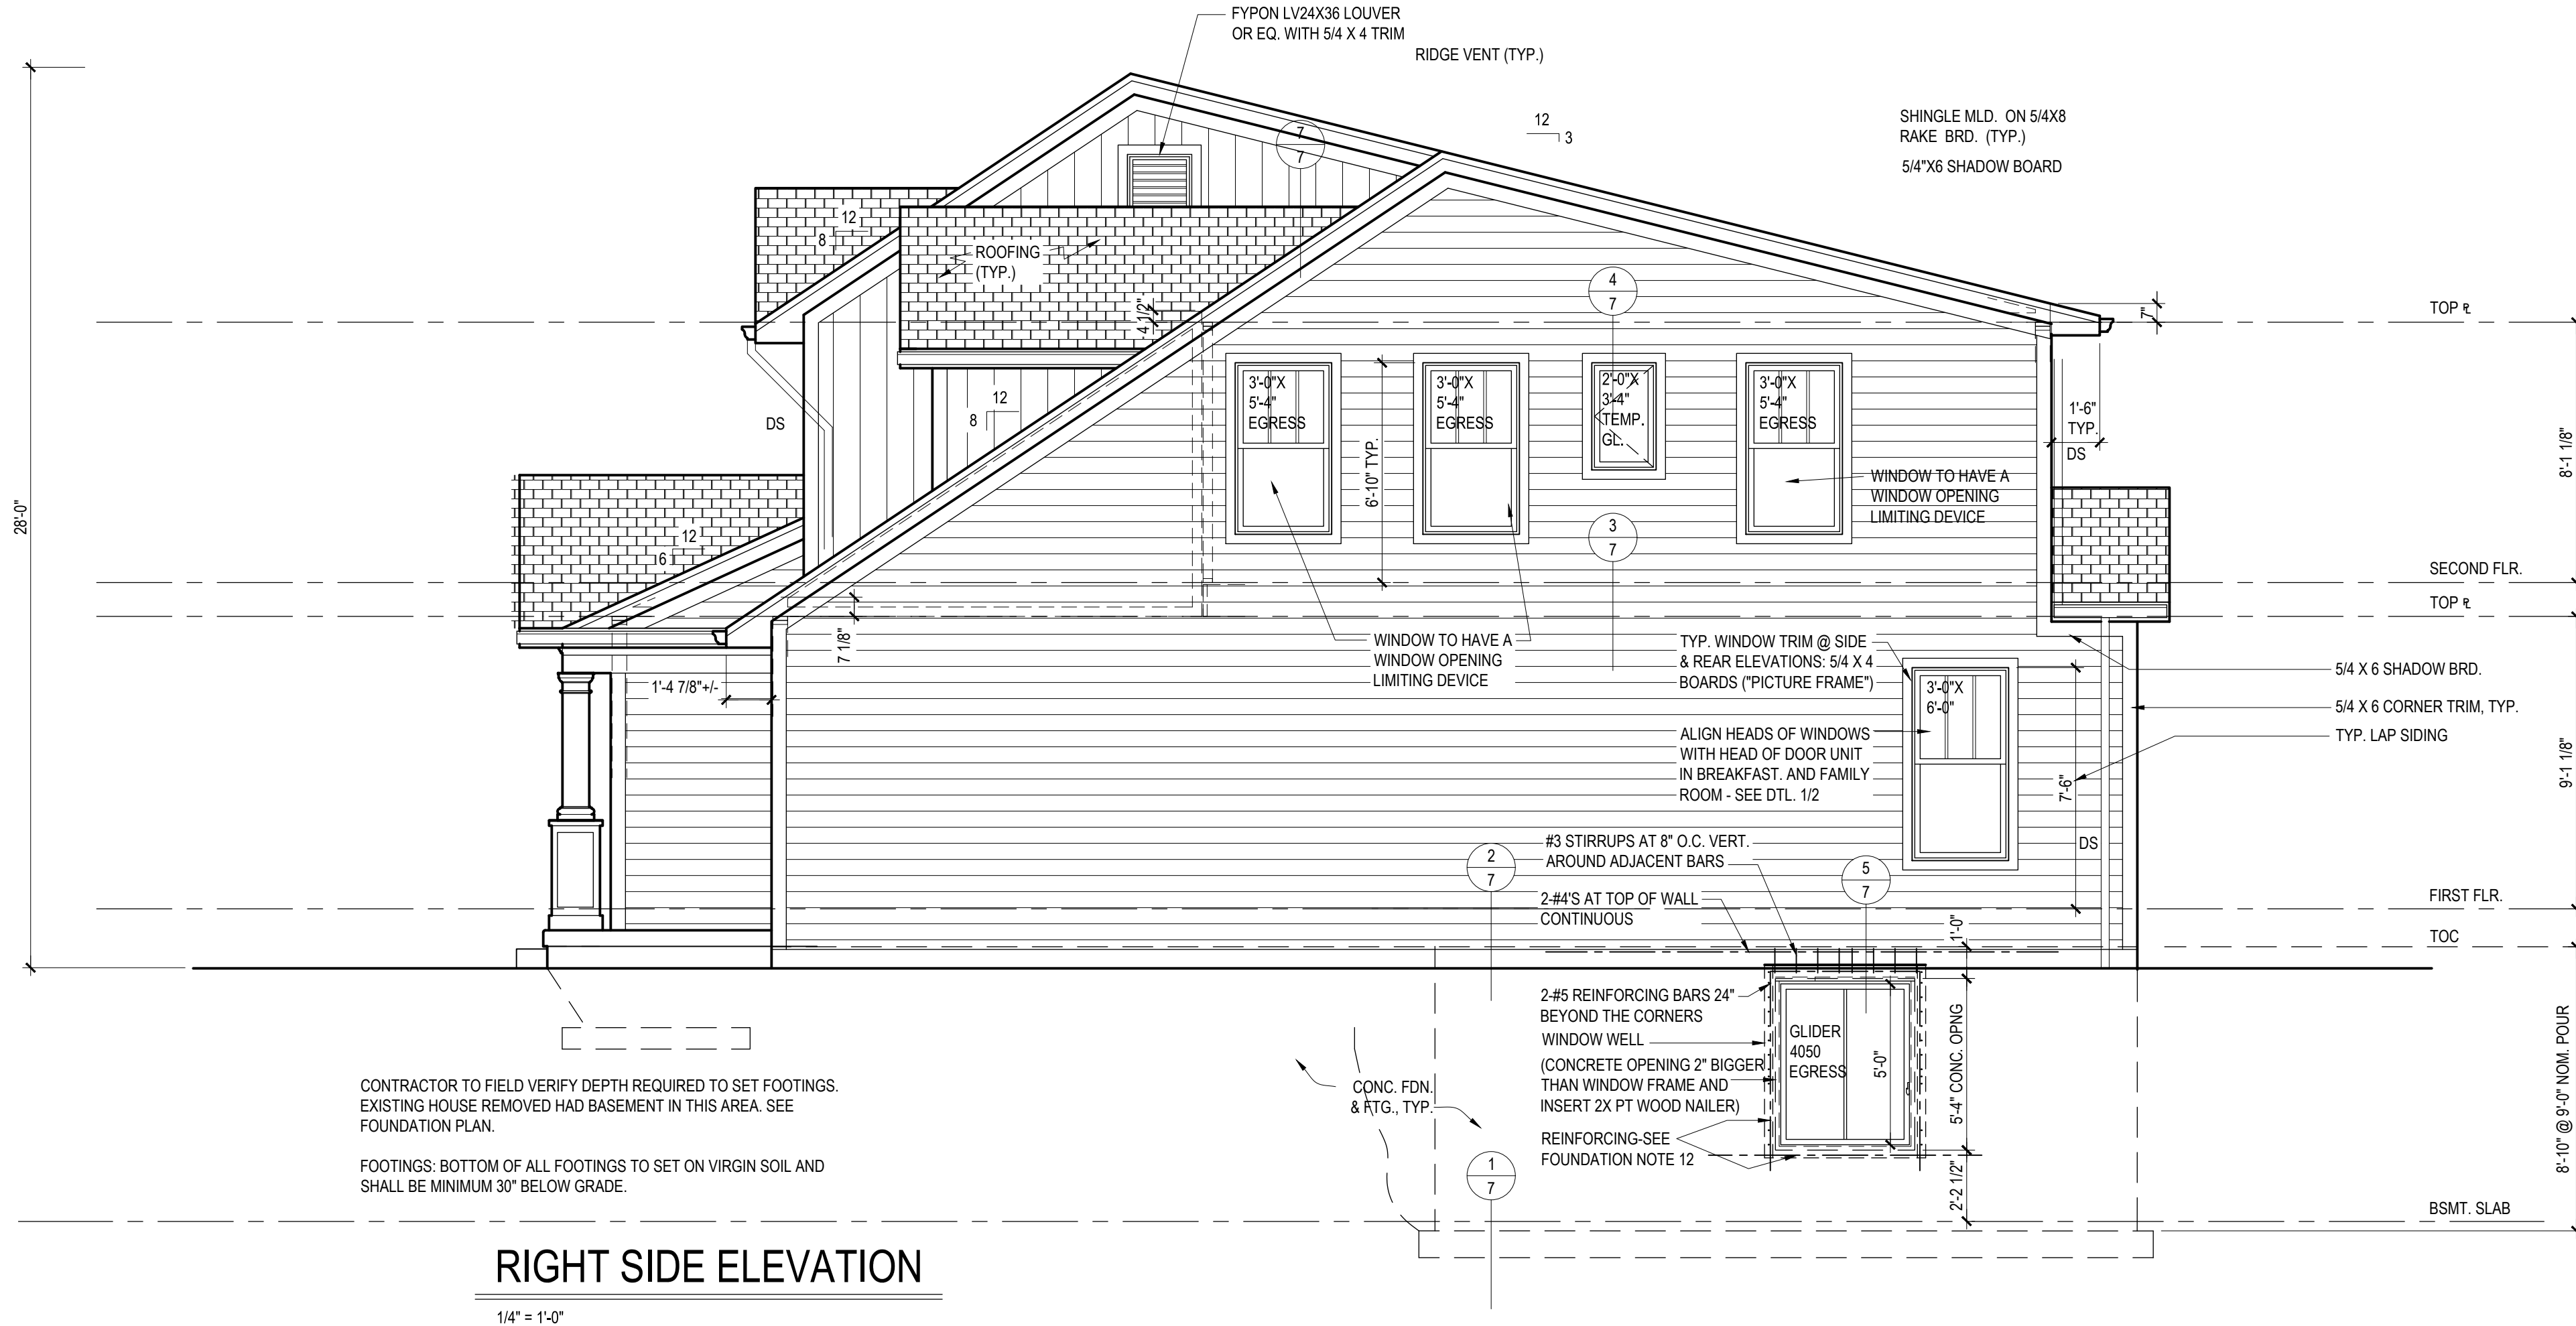 FYPON LV24X36 LOUVER
OR EQ. WITH 5/4 X 4 TRIM
RIDGE VENT (TYP.)
12
3
SHINGLE MLD. ON 5/4X8
RAKE BRD. (TYP.)
5/4"X6 SHADOW BOARD
7
7
12
8
ROOFING
(TYP.)
4 1/2"
4
7
7"
TOP ℄
28'-0"
DS
12
8
3'-0"X
5'-4"
EGRESS
6'-10" TYP.
3'-0"X
5'-4"
EGRESS
2'-0"X
3'-4"
TEMP.
GL.
3'-0"X
5'-4"
EGRESS
1'-6"
TYP.
DS
8'-1 1/8"
WINDOW TO HAVE A
WINDOW OPENING
LIMITING DEVICE
12
6
3
7
SECOND FLR.
TOP ℄
7 1/8"
WINDOW TO HAVE A
WINDOW OPENING
LIMITING DEVICE
TYP. WINDOW TRIM @ SIDE
& REAR ELEVATIONS: 5/4 X 4
BOARDS ("PICTURE FRAME")
1'-4 7/8"+/-
3'-0"X
6'-0"
5/4 X 6 SHADOW BRD.
5/4 X 6 CORNER TRIM, TYP.
TYP. LAP SIDING
ALIGN HEADS OF WINDOWS
WITH HEAD OF DOOR UNIT
IN BREAKFAST. AND FAMILY
ROOM - SEE DTL. 1/2
7'-6"
9'-1 1/8"
DS
#3 STIRRUPS AT 8" O.C. VERT.
AROUND ADJACENT BARS
2
7
5
7
2-#4'S AT TOP OF WALL
CONTINUOUS
1'-0"
FIRST FLR.
TOC
2-#5 REINFORCING BARS 24"
BEYOND THE CORNERS
WINDOW WELL
(CONCRETE OPENING 2" BIGGER
THAN WINDOW FRAME AND
INSERT 2X PT WOOD NAILER)
REINFORCING-SEE
FOUNDATION NOTE 12
GLIDER
4050
EGRESS
5'-0"
5'-4" CONC. OPNG
2'-2 1/2"
8'-10" @ 9'-0" NOM. POUR
CONC. FDN.
& FTG., TYP.
1
7
CONTRACTOR TO FIELD VERIFY DEPTH REQUIRED TO SET FOOTINGS.
EXISTING HOUSE REMOVED HAD BASEMENT IN THIS AREA. SEE
FOUNDATION PLAN.
FOOTINGS: BOTTOM OF ALL FOOTINGS TO SET ON VIRGIN SOIL AND
SHALL BE MINIMUM 30" BELOW GRADE.
BSMT. SLAB
RIGHT SIDE ELEVATION
1/4" = 1'-0"